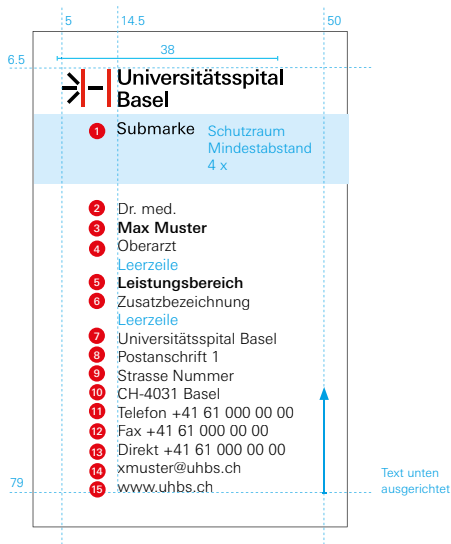 5 14.5 50
38
6.5
Universitätsspital
Basel
1 Submarke Schutzraum
Mindestabstand
4 x
2 Dr. med.
3 Max Muster
4 Oberarzt
Leerzeile
5 Leistungsbereich
6 Zusatzbezeichnung
Leerzeile
7 Universitätsspital Basel
8 Postanschrift 1
9 Strasse Nummer
10 CH-4031 Basel
11 Telefon +41 61 000 00 00
12 Fax +41 61 000 00 00
13 Direkt +41 61 000 00 00
14 xmuster@uhbs.ch
15 www.uhbs.ch
79
Text unten
ausgerichtet